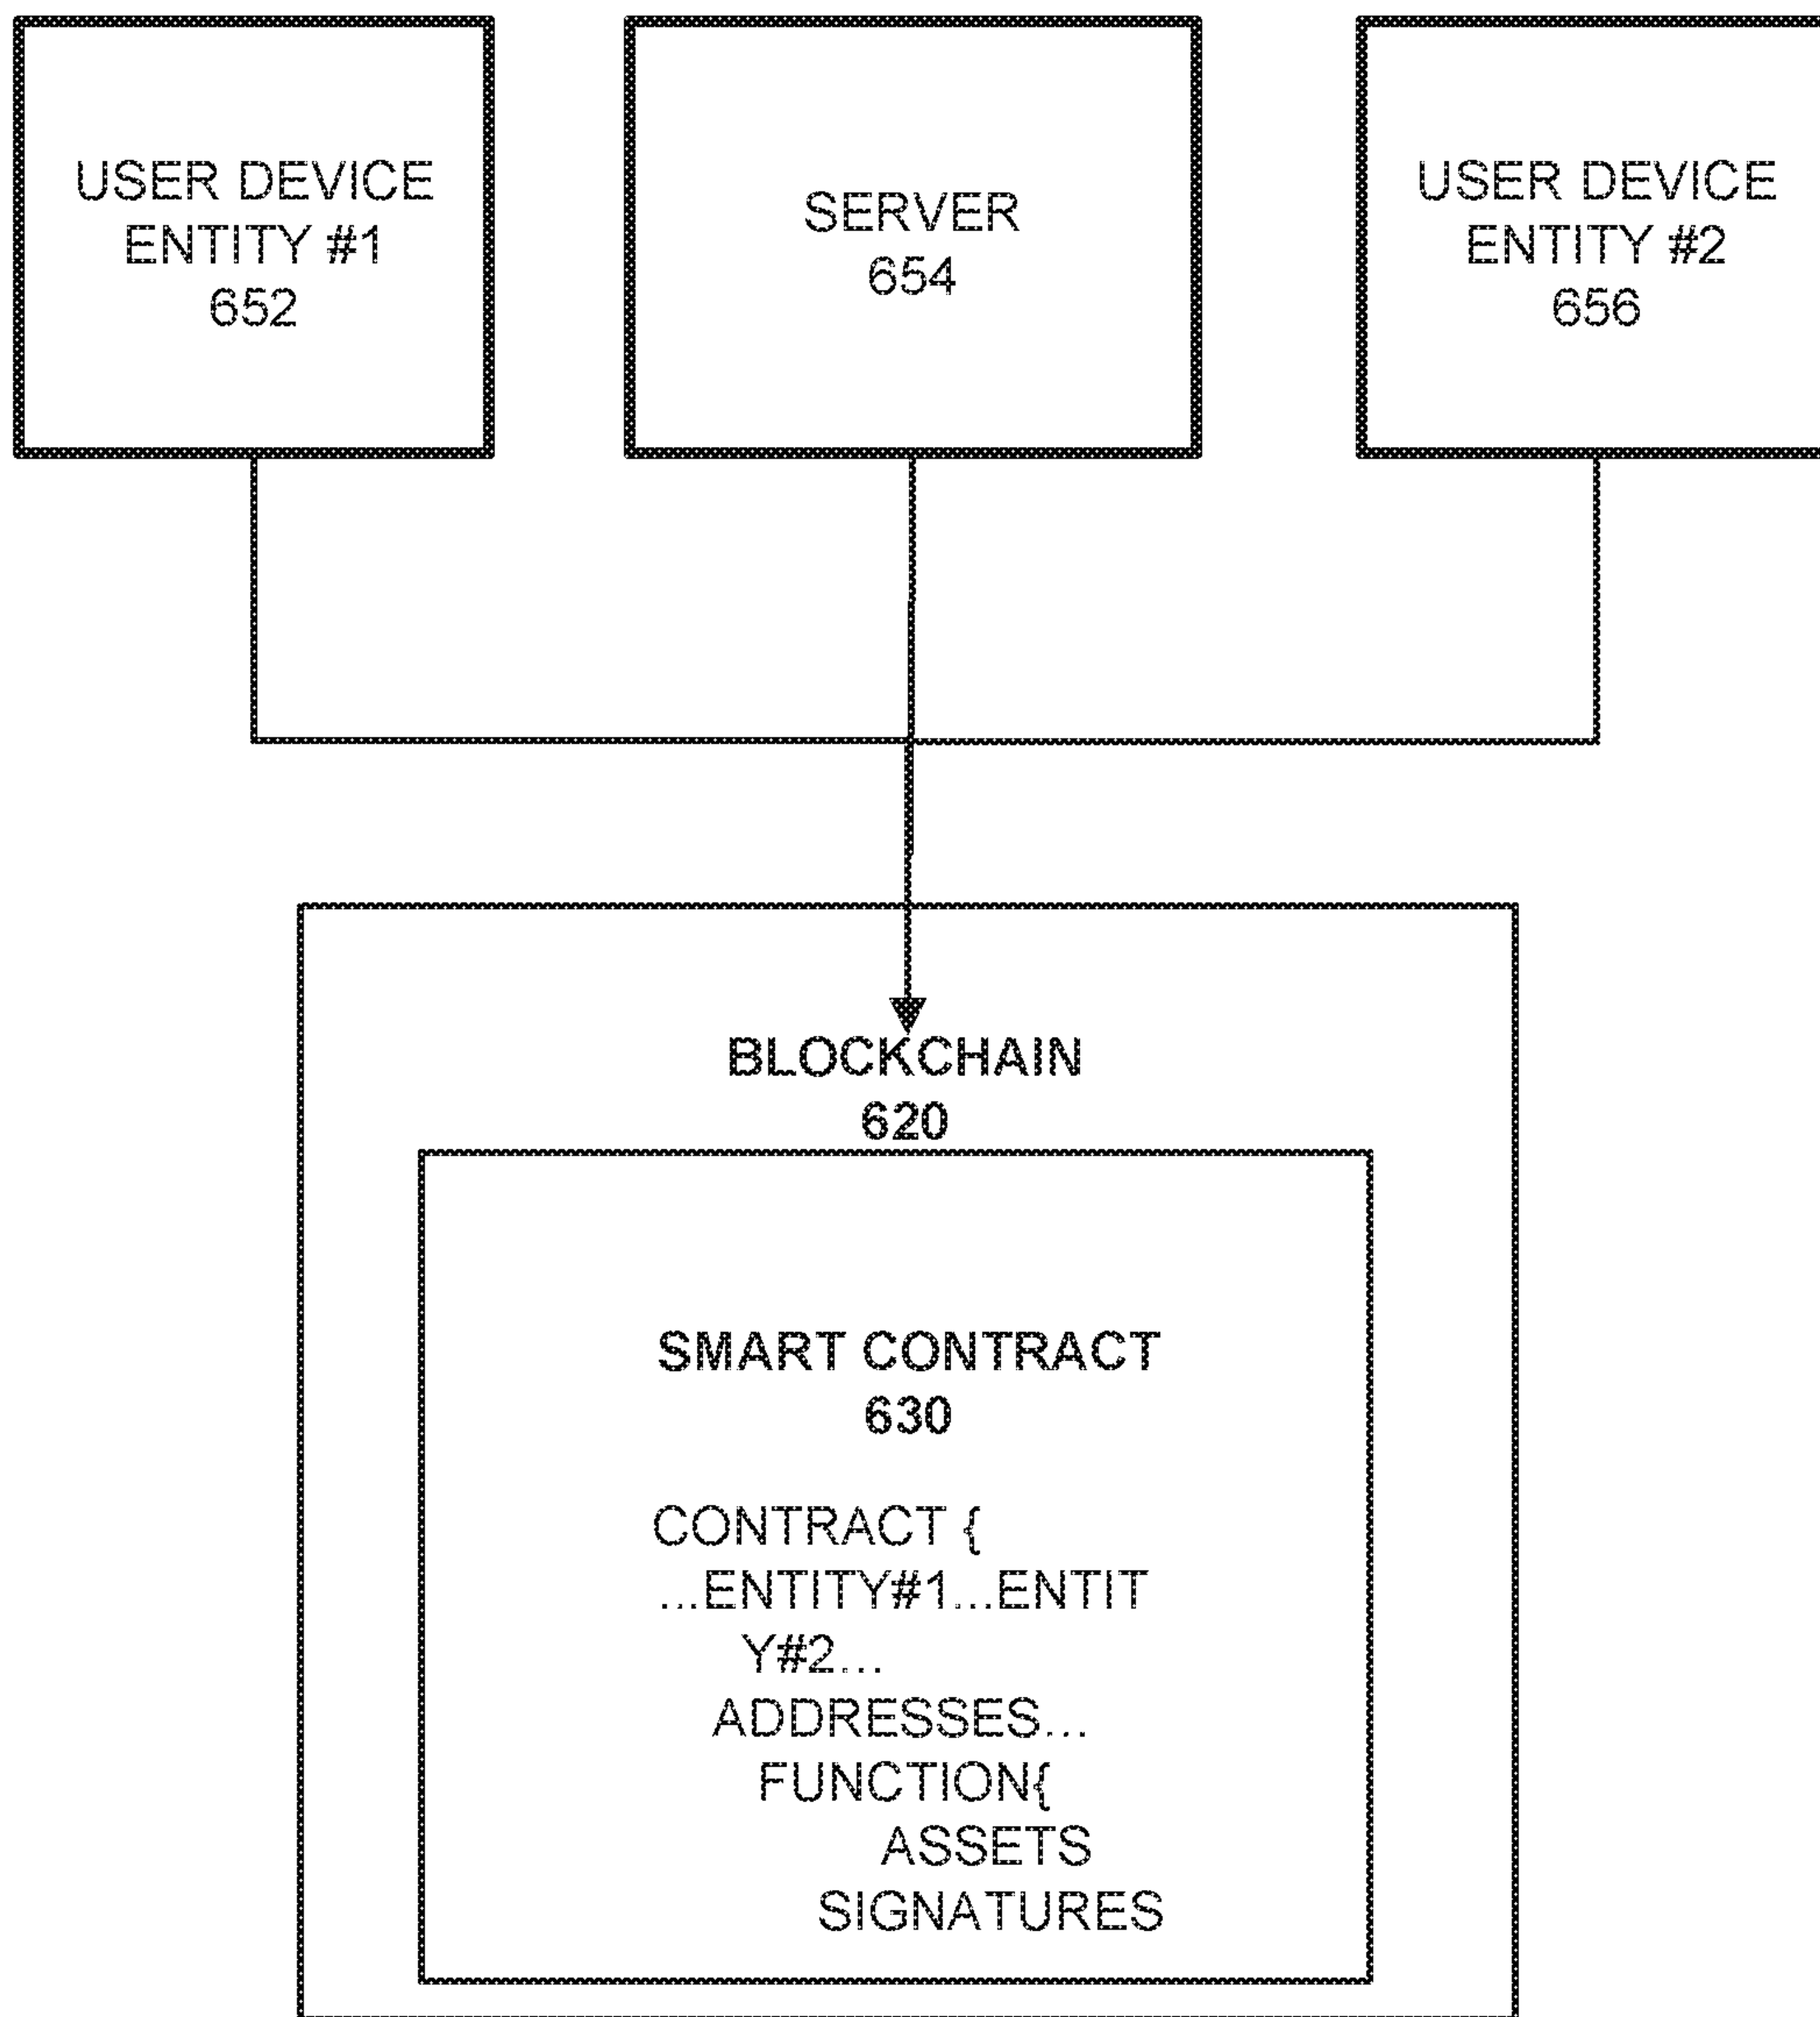 USER DEVICE
ENTITY #1
652
SERVER
654
USER DEVICE
ENTITY #2
656
BLOCKCHAIN
620
SMART CONTRACT
630
CONTRACT {
...ENTITY#1...ENTIT
Y#2...
ADDRESSES...
FUNCTION{
ASSETS
SIGNATURES